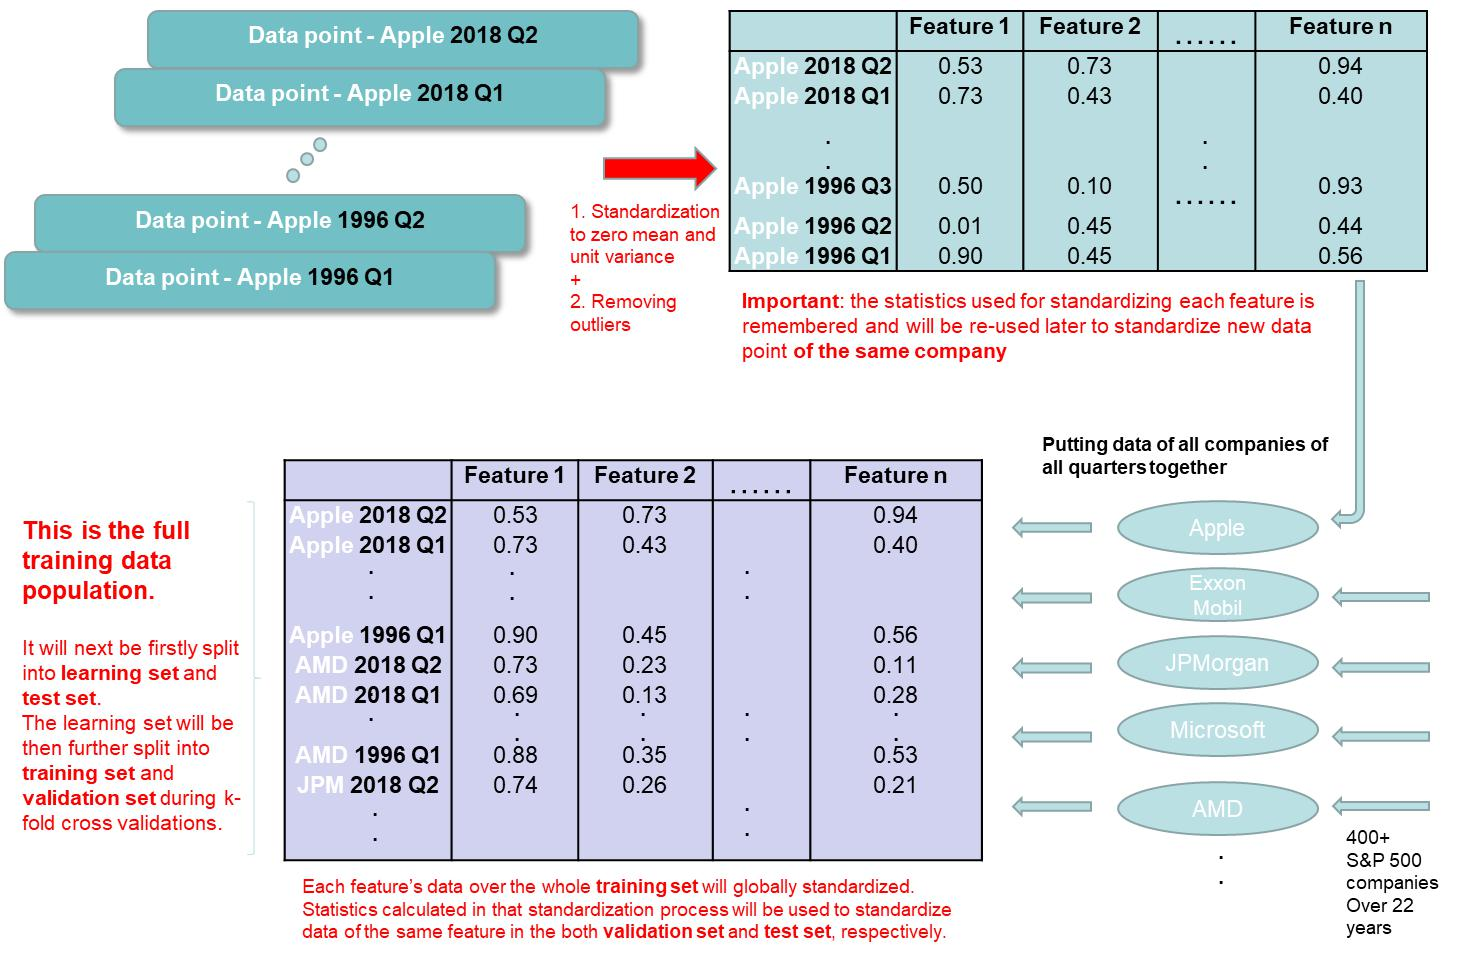 Data point - Apple 2018 Q2
Data point - Apple 2018 Q1
Data point - Apple 1996 Q2
Data point - Apple 1996 Q1
1. Standardization
to zero mean and
unit variance
+
2. Removing
outliers
Feature 1 Feature 2 ...... Feature n
Apple 2018 Q2 0.53 0.73 0.94
Apple 2018 Q1 0.73 0.43 0.40
. .
. .
Apple 1996 Q3 0.50 0.10 ...... 0.93
Apple 1996 Q2 0.01 0.45 0.44
Apple 1996 Q1 0.90 0.45 0.56
Important: the statistics used for standardizing each feature is
remembered and will be re-used later to standardize new data
point of the same company
Putting data of all companies of
all quarters together
Apple
Exxon
Mobil
JPMorgan
Microsoft
AMD
.
.
400+
S&P 500
companies
Over 22
years
Feature 1 Feature 2 ...... Feature n
Apple 2018 Q2 0.53 0.73 0.94
Apple 2018 Q1 0.73 0.43 0.40
. . .
. . .
Apple 1996 Q1 0.90 0.45 0.56
AMD 2018 Q2 0.73 0.23 0.11
AMD 2018 Q1 0.69 0.13 0.28
. . . . .
. . . .
AMD 1996 Q1 0.88 0.35 0.53
JPM 2018 Q2 0.74 0.26 0.21
. .
. .
This is the full
training data
population.
It will next be firstly split
into learning set and
test set.
The learning set will be
then further split into
training set and
validation set during k-
fold cross validations.
Each feature's data over the whole training set will globally standardized.
Statistics calculated in that standardization process will be used to standardize
data of the same feature in the both validation set and test set, respectively.